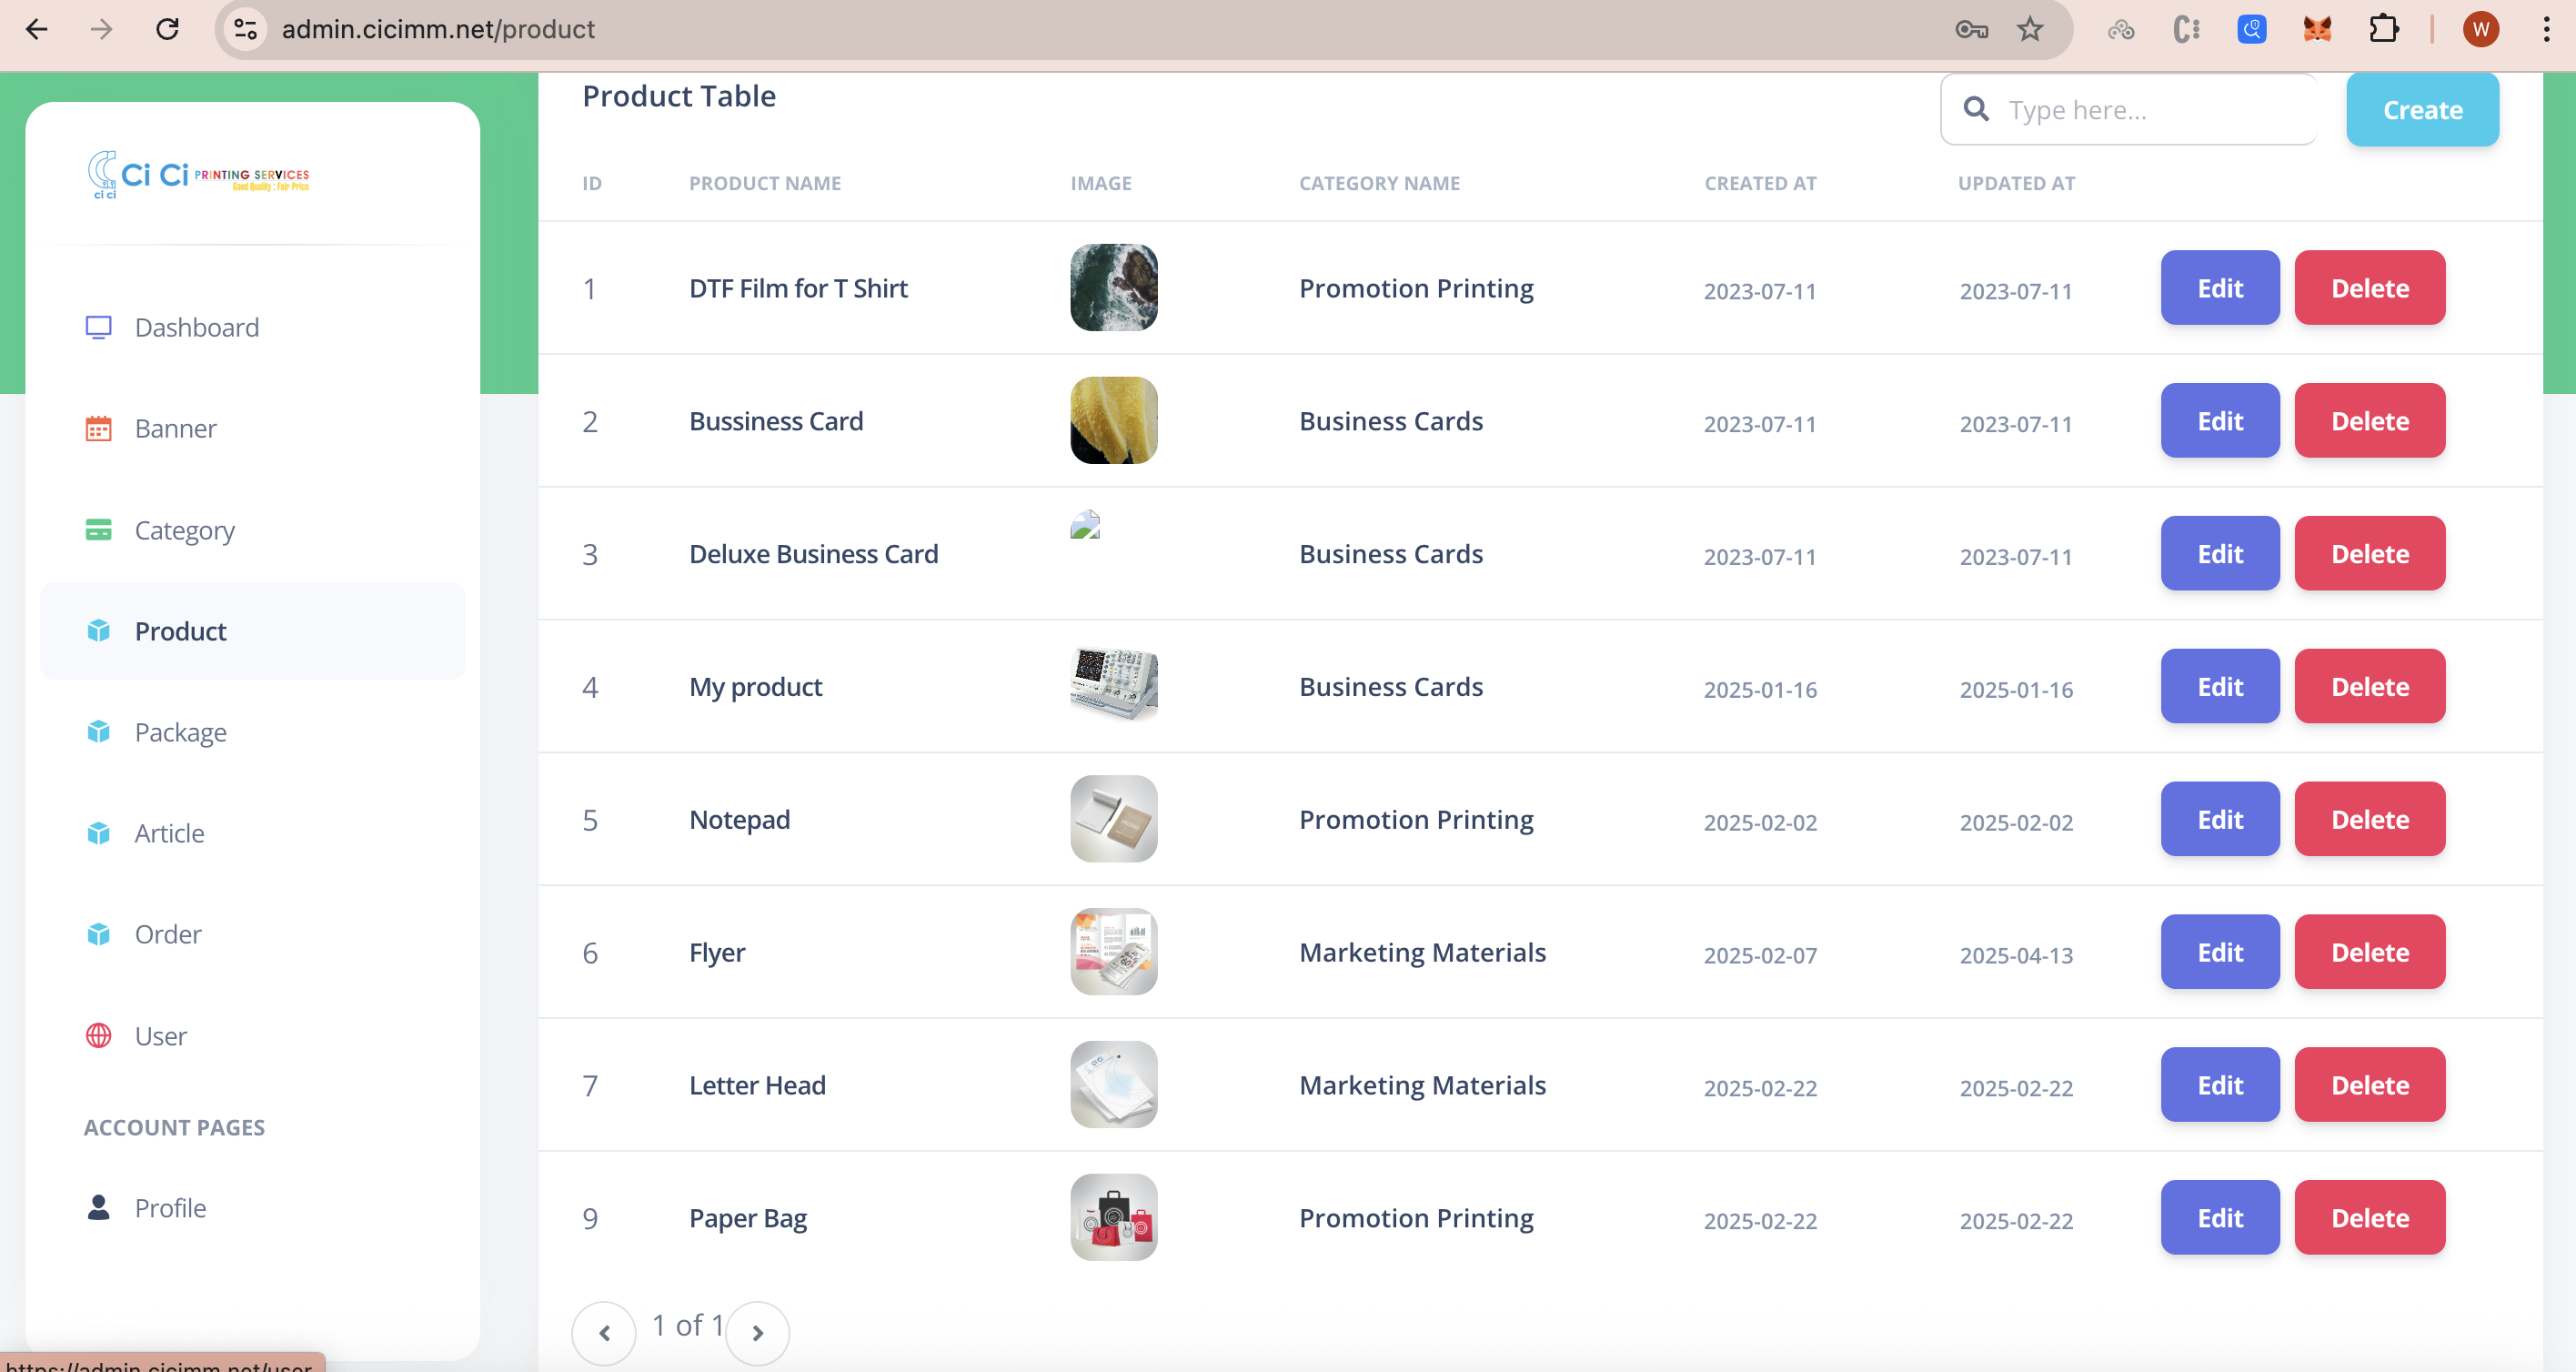 admin.cicimm.net/product
W
Ci Ci PRINTING SERVICES
Good Quality : Fair Price
ci ci
Dashboard
Banner
Category
Product
Package
Article
Order
User
ACCOUNT PAGES
Profile
Product Table
Type here...
Create
ID PRODUCT NAME IMAGE CATEGORY NAME CREATED AT UPDATED AT
1 DTF Film for T Shirt Promotion Printing 2023-07-11 2023-07-11 Edit Delete
2 Bussiness Card Business Cards 2023-07-11 2023-07-11 Edit Delete
3 Deluxe Business Card Business Cards 2023-07-11 2023-07-11 Edit Delete
4 My product Business Cards 2025-01-16 2025-01-16 Edit Delete
5 Notepad Promotion Printing 2025-02-02 2025-02-02 Edit Delete
6 Flyer Marketing Materials 2025-02-07 2025-04-13 Edit Delete
7 Letter Head Marketing Materials 2025-02-22 2025-02-22 Edit Delete
9 Paper Bag Promotion Printing 2025-02-22 2025-02-22 Edit Delete
1 of 1
https://admin.cicimm.net/user